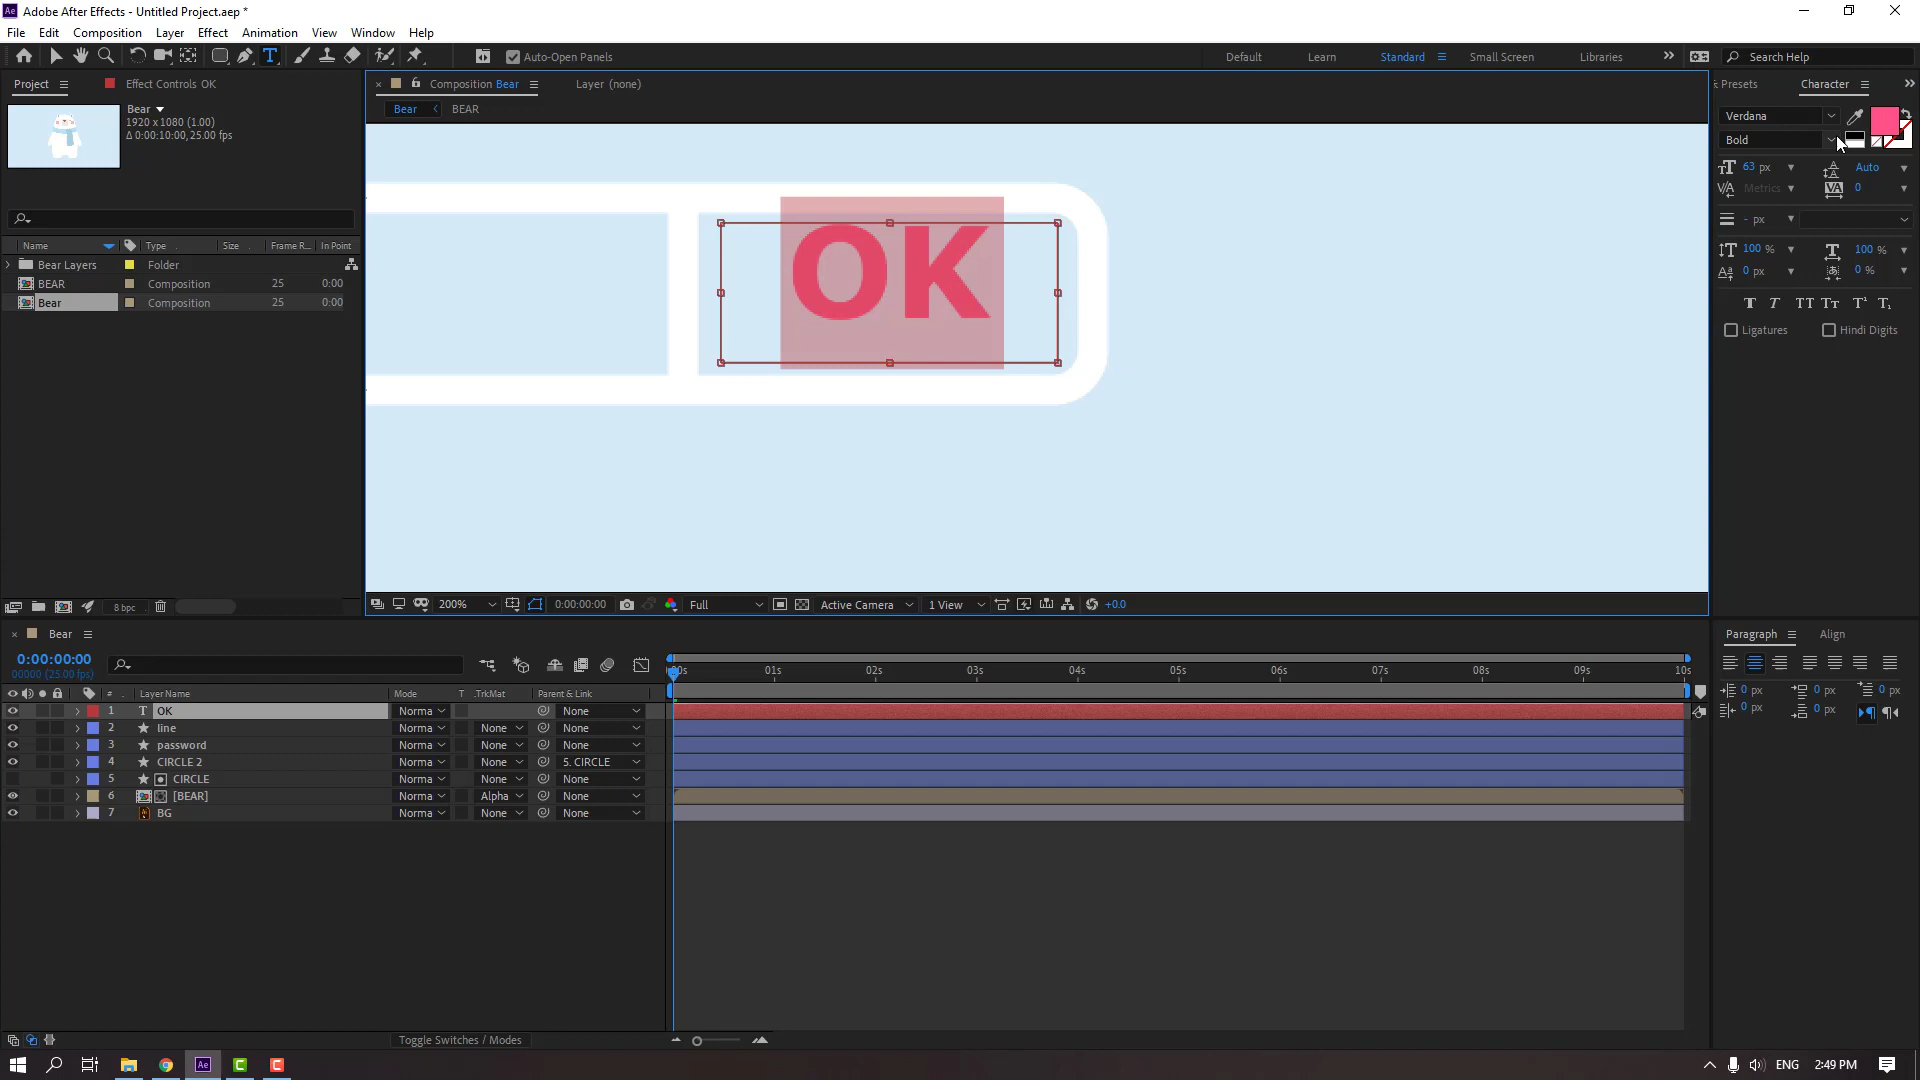 Adobe After Effects - Untitled Project.aep *
File Edit Composition Layer Effect Animation View Window Help
Auto-Open Panels
Default Learn Standard Small Screen Libraries Search Help
Project Effect Controls OK
Composition Bear Layer (none)
Presets Character
Bear
1920 x 1080 (1.00)
Δ 0:00:10:00, 25.00 fps
Bear BEAR
Verdana
Bold
63 px Auto
Metrics 0
- px
100 % 100 %
0 px 0 %
T T TT Tr T¹ T₁
Ligatures Hindi Digits
OK
Name Type Size Frame R... In Point
Bear Layers Folder
BEAR Composition 25 0:00
Bear Composition 25 0:00
8 bpc
200% 0:00:00:00 Full Active Camera 1 View +0.0
Bear
0:00:00:00
00000 (25.00 fps)
# Layer Name Mode T .TrkMat Parent & Link
1 T OK Norma None
2 line Norma None None
3 password Norma None None
4 CIRCLE 2 Norma None 5. CIRCLE
5 CIRCLE Norma None None
6 [BEAR] Norma Alpha None
7 BG Norma None None
00s 01s 02s 03s 04s 05s 06s 07s 08s 09s 10s
Toggle Switches / Modes
Paragraph Align
0 px 0 px 0 px
0 px 0 px
Ae
ENG 2:49 PM